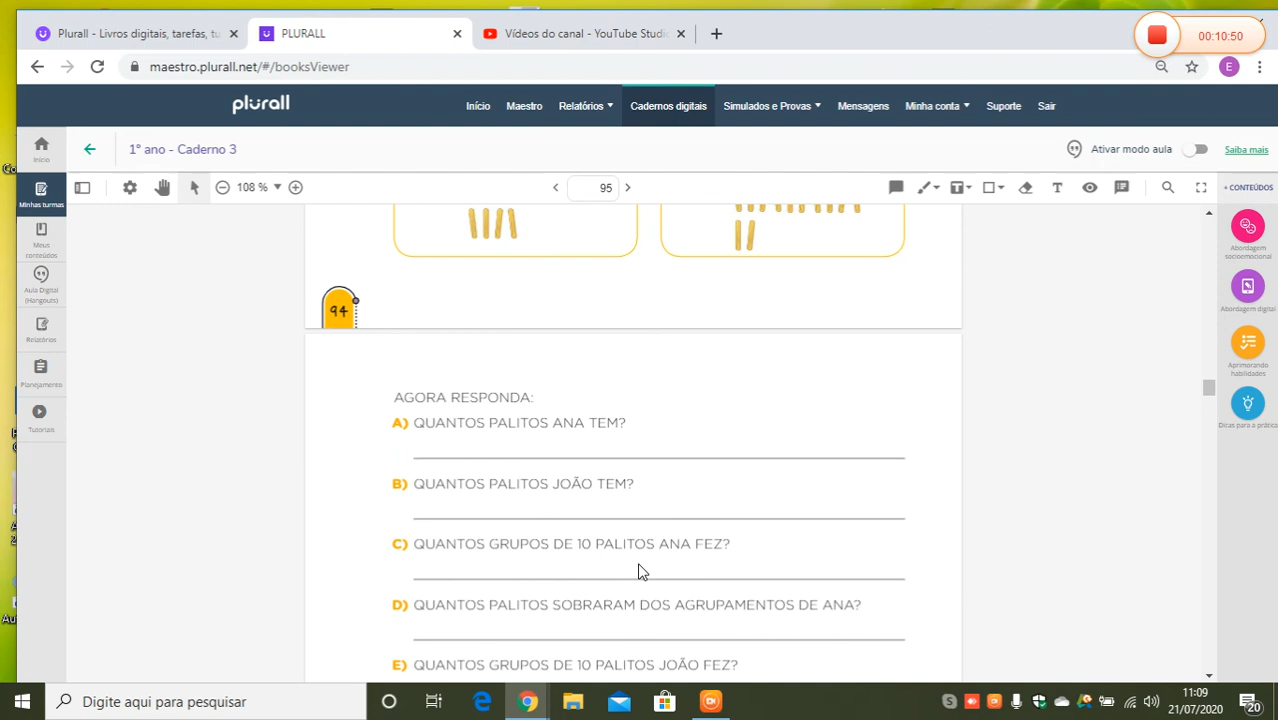 Plurall - Livros digitais, tarefas, tu
PLURALL
Vídeos do canal - YouTube Studio
00:10:50
maestro.plurall.net/#/booksViewer
E
plurall
Início
Maestro
Relatórios
Cadernos digitais
Simulados e Provas
Mensagens
Minha conta
Suporte
Sair
Início
1º ano - Caderno 3
Ativar modo aula
Saiba mais
Minhas turmas
108 %
95
+ CONTEÚDOS
Meus conteúdos
Aula Digital (Hangouts)
Relatórios
Planejamento
Tutoriais
Abordagem socioemocional
Abordagem digital
Aprimorando habilidades
Dicas para a prática
94
AGORA RESPONDA:
A) QUANTOS PALITOS ANA TEM?
B) QUANTOS PALITOS JOÃO TEM?
C) QUANTOS GRUPOS DE 10 PALITOS ANA FEZ?
D) QUANTOS PALITOS SOBRARAM DOS AGRUPAMENTOS DE ANA?
E) QUANTOS GRUPOS DE 10 PALITOS JOÃO FEZ?
Digite aqui para pesquisar
11:09
21/07/2020
20